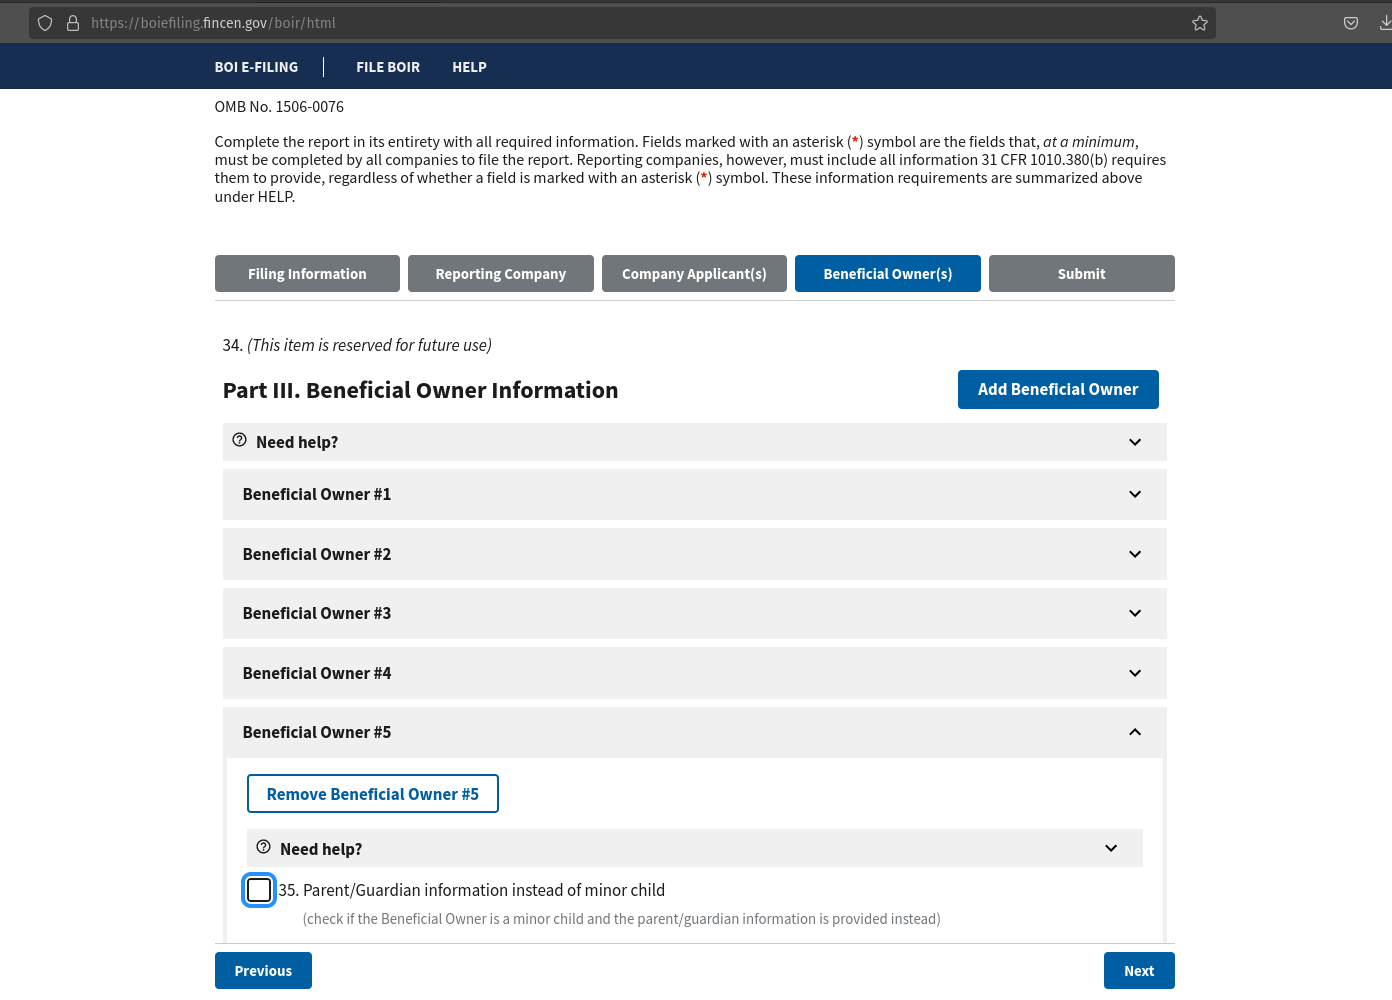 https://boiefiling.fincen.gov/boir/html
BOI E-FILING FILE BOIR HELP
OMB No. 1506-0076
Complete the report in its entirety with all required information. Fields marked with an asterisk (*) symbol are the fields that, at a minimum,
must be completed by all companies to file the report. Reporting companies, however, must include all information 31 CFR 1010.380(b) requires
them to provide, regardless of whether a field is marked with an asterisk (*) symbol. These information requirements are summarized above
under HELP.
Filing Information Reporting Company Company Applicant(s) Beneficial Owner(s) Submit
34. (This item is reserved for future use)
Part III. Beneficial Owner Information Add Beneficial Owner
Need help?
Beneficial Owner #1
Beneficial Owner #2
Beneficial Owner #3
Beneficial Owner #4
Beneficial Owner #5
Remove Beneficial Owner #5
Need help?
35. Parent/Guardian information instead of minor child
(check if the Beneficial Owner is a minor child and the parent/guardian information is provided instead)
Previous Next